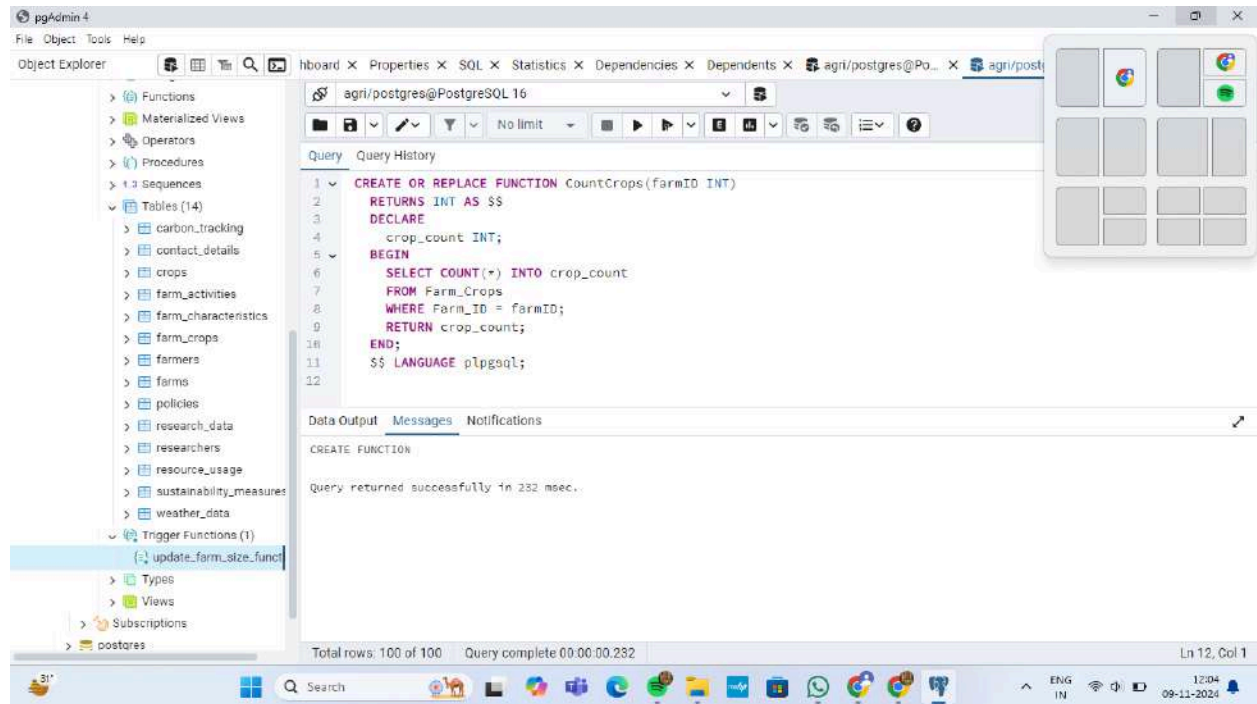 pgAdmin 4
File Object Tools Help
Object Explorer
hboard X Properties X SQL X Statistics X Dependencies X Dependents X agri/postgres@Po... X agri/post
Functions
Materialized Views
Operators
Procedures
1..3 Sequences
Tables (14)
carbon_tracking
contact_details
crops
farm_activities
farm_characteristics
farm_crops
farmers
farms
policies
research_data
researchers
resource_usage
sustainability_measures
weather_data
Trigger Functions (1)
update_farm_size_funct
Types
Views
Subscriptions
postgres
agri/postgres@PostgreSQL 16
No limit
Query Query History
1 CREATE OR REPLACE FUNCTION CountCrops(farmID INT)
2 RETURNS INT AS $$
3 DECLARE
4 crop_count INT;
5 BEGIN
6 SELECT COUNT(*) INTO crop_count
7 FROM Farm_Crops
8 WHERE Farm_ID = farmID;
9 RETURN crop_count;
10 END;
11 $$ LANGUAGE plpgsql;
12
Data Output Messages Notifications
CREATE FUNCTION
Query returned successfully in 232 msec.
Total rows: 100 of 100 Query complete 00:00:00.232 Ln 12, Col 1
31°
Search
ENG
IN
12:04
09-11-2024